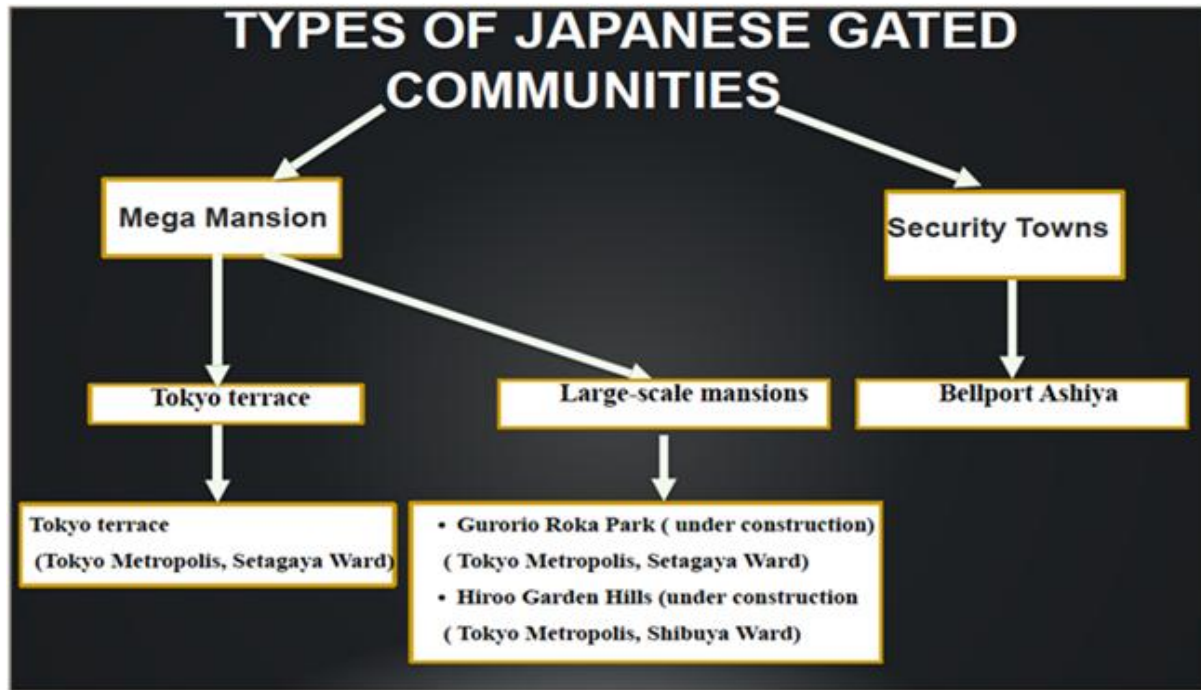 TYPES OF JAPANESE GATED
COMMUNITIES
Mega Mansion
Security Towns
Tokyo terrace
Large-scale mansions
Bellport Ashiya
Tokyo terrace
(Tokyo Metropolis, Setagaya Ward)
• Gurorio Roka Park ( under construction)
( Tokyo Metropolis, Setagaya Ward)
• Hiroo Garden Hills (under construction
( Tokyo Metropolis, Shibuya Ward)